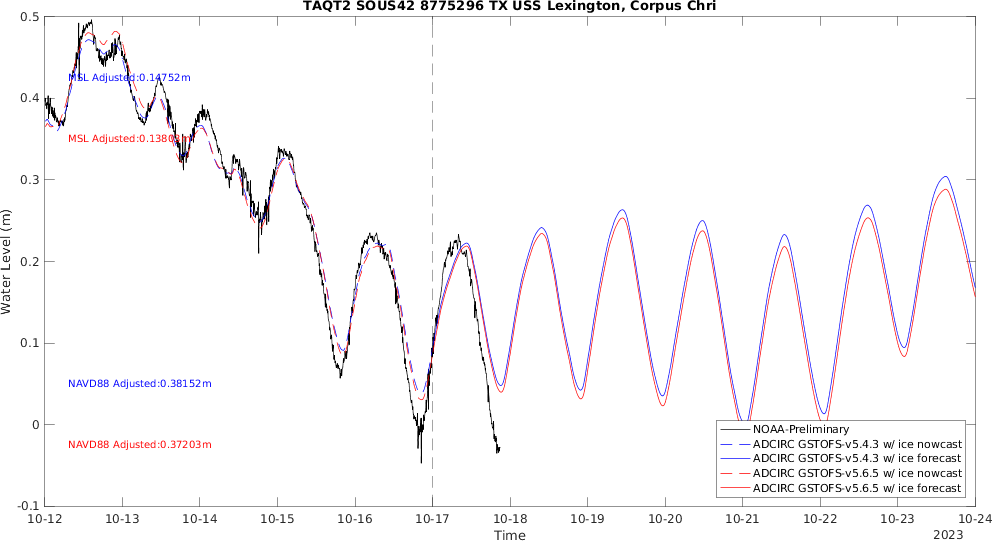 TAQT2 SOUS42 8775296 TX USS Lexington, Corpus Chri
0.5
0.4
0.3
0.2
0.1
0
-0.1
Water Level (m)
MSL Adjusted:0.14752m
MSL Adjusted:0.1380
NAVD88 Adjusted:0.38152m
NAVD88 Adjusted:0.37203m
NOAA-Preliminary
ADCIRC GSTOFS-v5.4.3 w/ ice nowcast
ADCIRC GSTOFS-v5.4.3 w/ ice forecast
ADCIRC GSTOFS-v5.6.5 w/ ice nowcast
ADCIRC GSTOFS-v5.6.5 w/ ice forecast
10-12 10-13 10-14 10-15 10-16 10-17 10-18 10-19 10-20 10-21 10-22 10-23 10-24
Time
2023